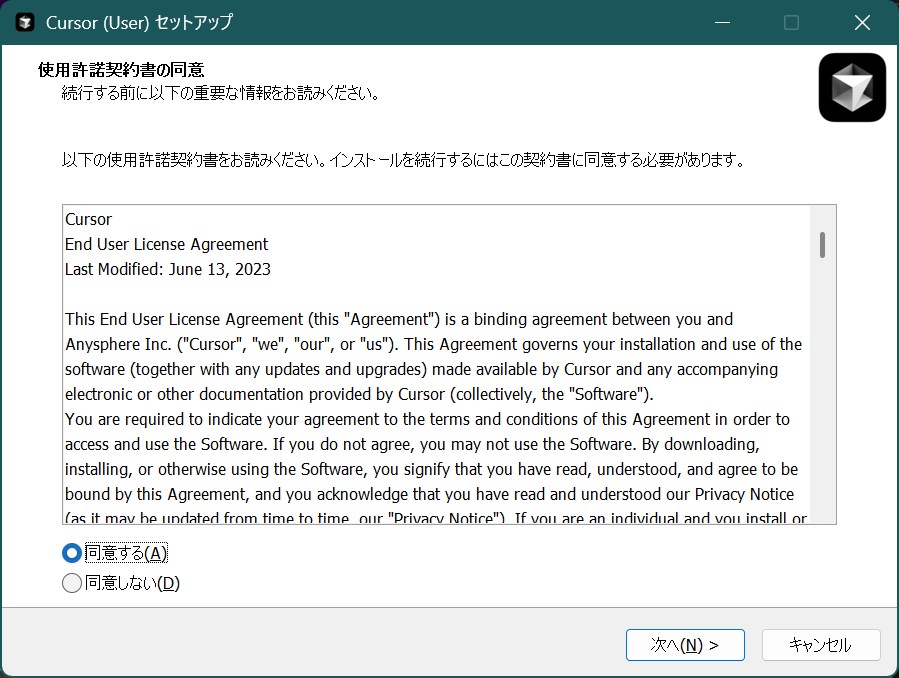 Cursor (User) セットアップ
使用許諾契約書の同意
続行する前に以下の重要な情報をお読みください。
以下の使用許諾契約書をお読みください。インストールを続行するにはこの契約書に同意する必要があります。
Cursor
End User License Agreement
Last Modified: June 13, 2023
This End User License Agreement (this "Agreement") is a binding agreement between you and
Anysphere Inc. ("Cursor", "we", "our", or "us"). This Agreement governs your installation and use of the
software (together with any updates and upgrades) made available by Cursor and any accompanying
electronic or other documentation provided by Cursor (collectively, the "Software").
You are required to indicate your agreement to the terms and conditions of this Agreement in order to
access and use the Software. If you do not agree, you may not use the Software. By downloading,
installing, or otherwise using the Software, you signify that you have read, understood, and agree to be
bound by this Agreement, and you acknowledge that you have read and understood our Privacy Notice
(as it may be updated from time to time, our "Privacy Notice"). If you are an individual and you install or
同意する(A)
同意しない(D)
次へ(N) >
キャンセル